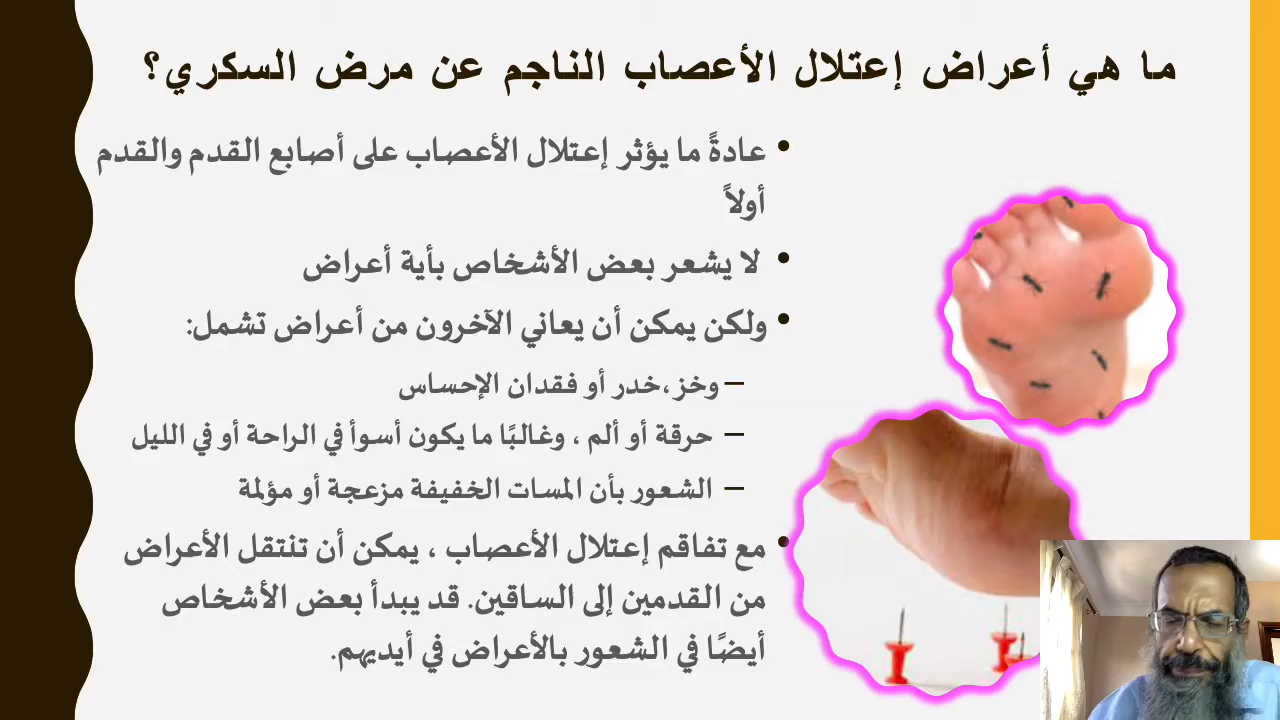 ما هي أعراض إعتلال الأعصاب الناجم عن مرض السكري؟
• عادةً ما يؤثر إعتلال الأعصاب على أصابع القدم والقدم
أولاً
• لا يشعر بعض الأشخاص بأية أعراض
• ولكن يمكن أن يعاني الآخرون من أعراض تشمل:
– وخز،خدر أو فقدان الإحساس
– حرقة أو ألم ، وغالبًا ما يكون أسوأ في الراحة أو في الليل
– الشعور بأن المسات الخفيفة مزعجة أو مؤلمة
• مع تفاقم إعتلال الأعصاب ، يمكن أن تنتقل الأعراض
من القدمين إلى الساقين. قد يبدأ بعض الأشخاص
أيضًا في الشعور بالأعراض في أيديهم.